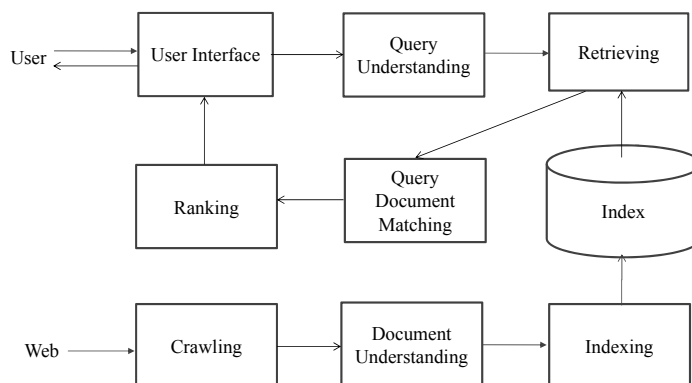 User
User Interface
Query
Understanding
Retrieving
Ranking
Query
Document
Matching
Index
Web
Crawling
Document
Understanding
Indexing